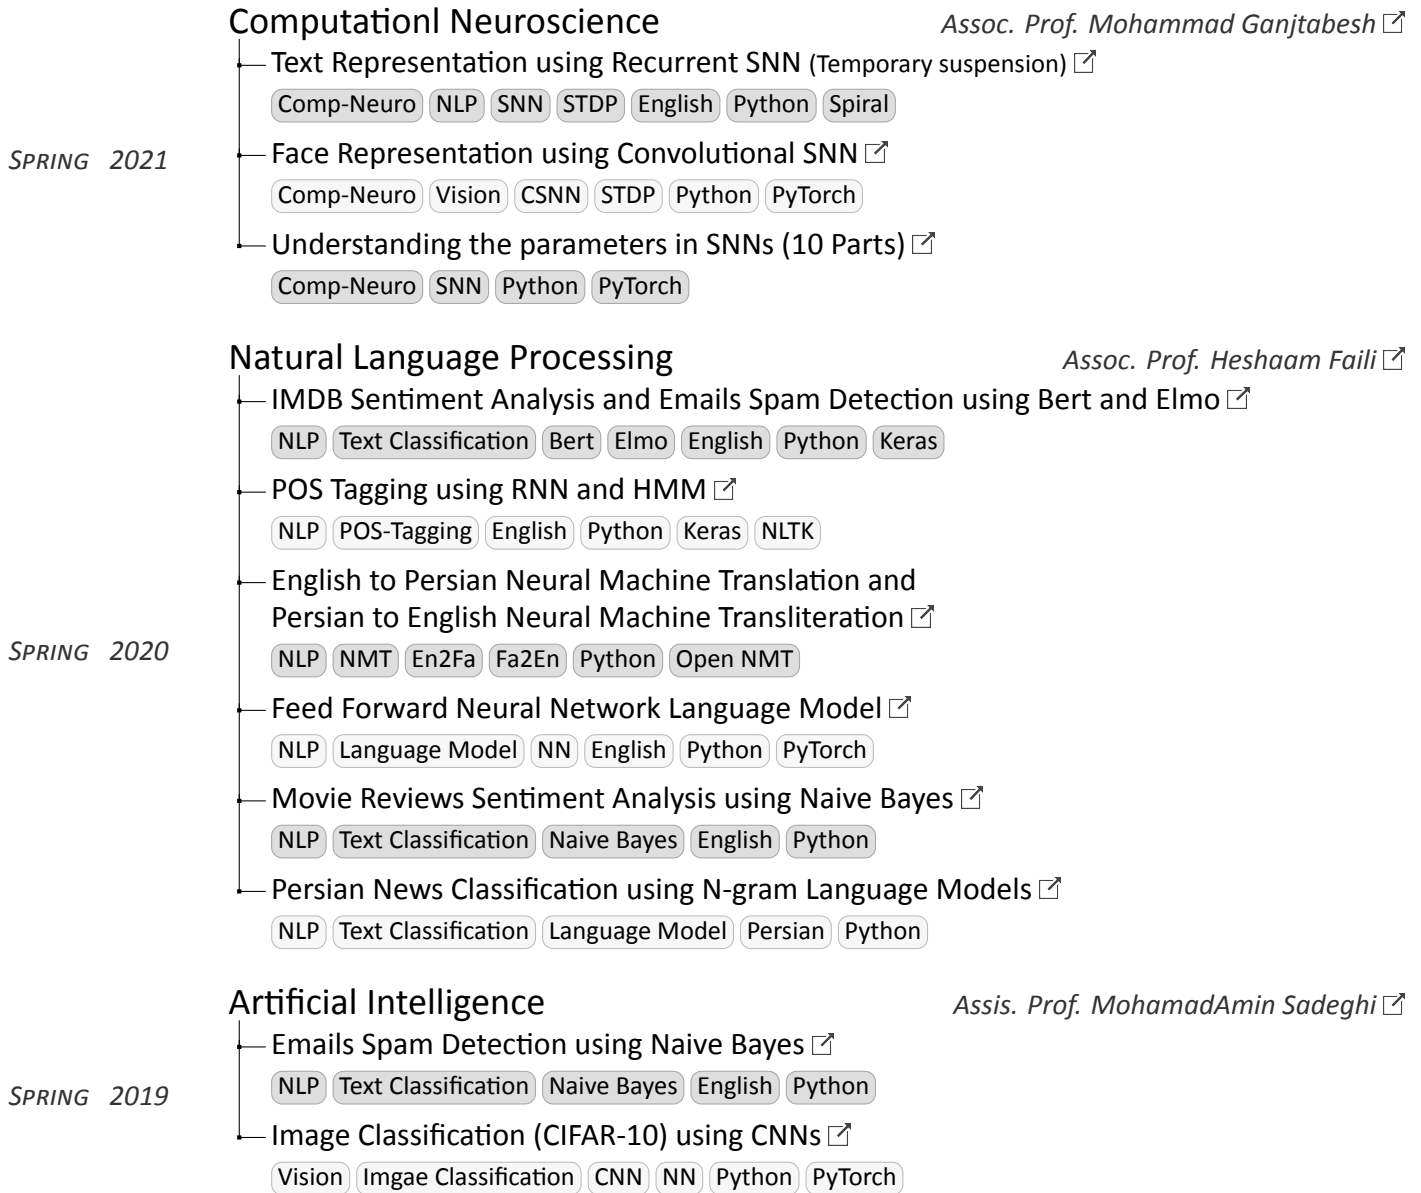 Computationl Neuroscience Assoc. Prof. Mohammad Ganjtabesh
Text Representation using Recurrent SNN (Temporary suspension)
Comp-Neuro NLP SNN STDP English Python Spiral
SPRING 2021 Face Representation using Convolutional SNN
Comp-Neuro Vision CSNN STDP Python PyTorch
Understanding the parameters in SNNs (10 Parts)
Comp-Neuro SNN Python PyTorch
Natural Language Processing Assoc. Prof. Heshaam Faili
IMDB Sentiment Analysis and Emails Spam Detection using Bert and Elmo
NLP Text Classification Bert Elmo English Python Keras
POS Tagging using RNN and HMM
NLP POS-Tagging English Python Keras NLTK
English to Persian Neural Machine Translation and
Persian to English Neural Machine Transliteration
SPRING 2020 NLP NMT En2Fa Fa2En Python Open NMT
Feed Forward Neural Network Language Model
NLP Language Model NN English Python PyTorch
Movie Reviews Sentiment Analysis using Naive Bayes
NLP Text Classification Naive Bayes English Python
Persian News Classification using N-gram Language Models
NLP Text Classification Language Model Persian Python
Artificial Intelligence Assis. Prof. MohamadAmin Sadeghi
Emails Spam Detection using Naive Bayes
SPRING 2019 NLP Text Classification Naive Bayes English Python
Image Classification (CIFAR-10) using CNNs
Vision Imgae Classification CNN NN Python PyTorch